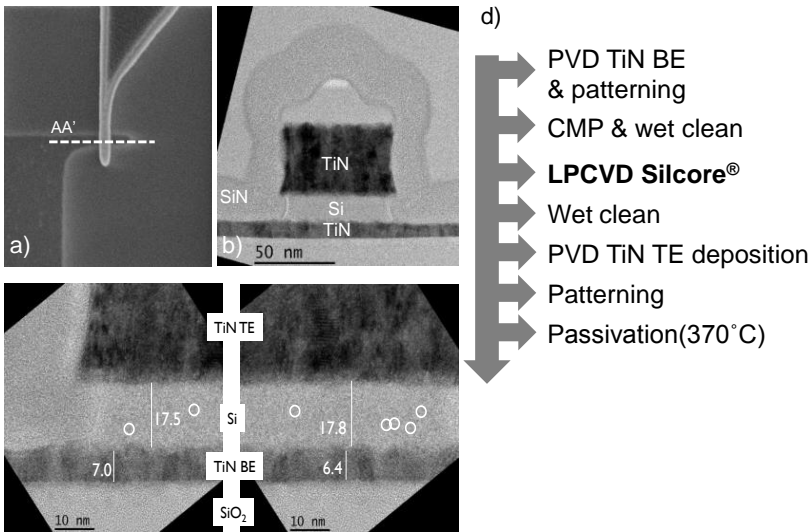 AA'
a)
TiN
SiN
Si
TiN
b)
50 nm
d)
PVD TiN BE
& patterning
CMP & wet clean
LPCVD Silcore®
Wet clean
PVD TiN TE deposition
Patterning
Passivation(370˚C)
TiN TE
17.5
Si
17.8
7.0
TiN BE
6.4
10 nm
SiO₂
10 nm